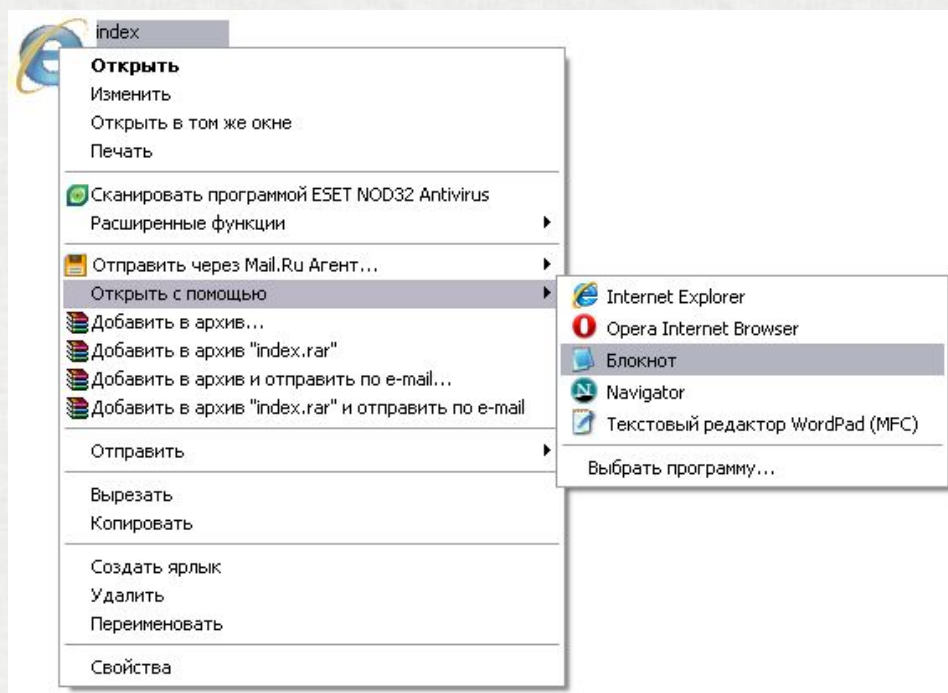 index
Открыть
Изменить
Открыть в том же окне
Печать
Сканировать программой ESET NOD32 Antivirus
Расширенные функции
Отправить через Mail.Ru Агент...
Открыть с помощью
Добавить в архив...
Добавить в архив "index.rar"
Добавить в архив и отправить по e-mail...
Добавить в архив "index.rar" и отправить по e-mail
Отправить
Вырезать
Копировать
Создать ярлык
Удалить
Переименовать
Свойства
Internet Explorer
Opera Internet Browser
Блокнот
Navigator
Текстовый редактор WordPad (MFC)
Выбрать программу...